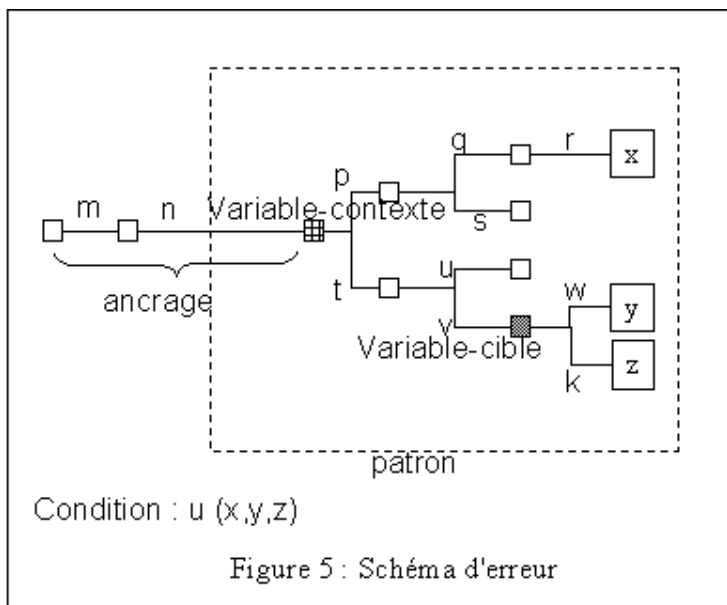 q
r
x
p
m
n
Variable-contexte
s
ancrage
t
u
w
y
v
Variable-cible
z
k
patron
Condition : u (x,y,z)
Figure 5 : Schéma d'erreur